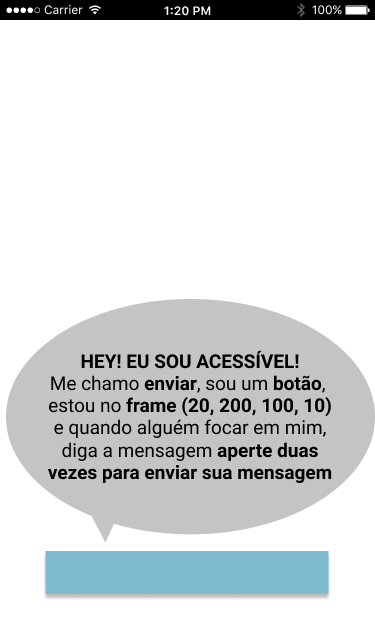 Carrier 1:20 PM 100%
HEY! EU SOU ACESSÍVEL!
Me chamo enviar, sou um botão,
estou no frame (20, 200, 100, 10)
e quando alguém focar em mim,
diga a mensagem aperte duas
vezes para enviar sua mensagem